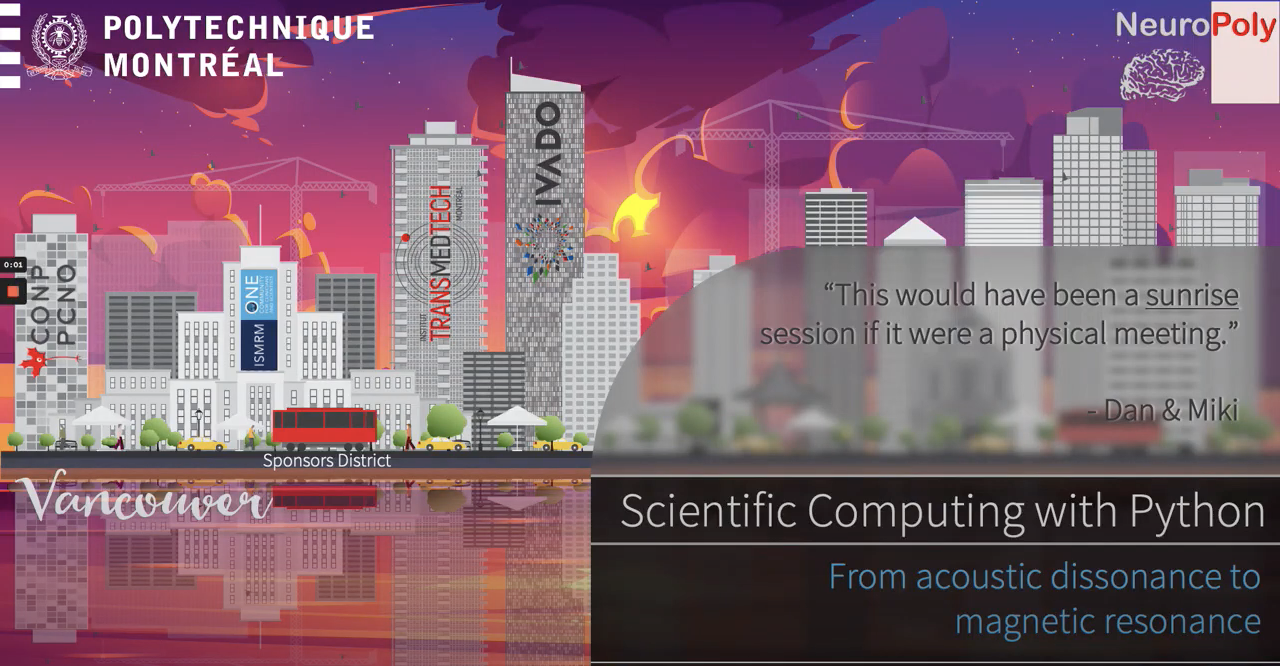 POLYTECHNIQUE
MONTRÉAL
NeuroPoly
0:01
CONP
PCNO
ISMRM
ONE
COMMUNITY
INSTITUT
TRANSMEDTECH
MONTRÉAL
IVADO
“This would have been a sunrise
session if it were a physical meeting.”
- Dan & Miki
Sponsors District
Vancouver
Scientific Computing with Python
From acoustic dissonance to
magnetic resonance